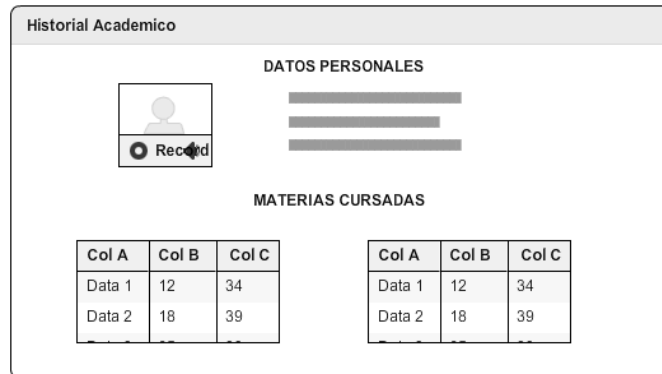 Historial Academico
DATOS PERSONALES
Record
MATERIAS CURSADAS
Col A Col B Col C Col A Col B Col C
Data 1 12 34 Data 1 12 34
Data 2 18 39 Data 2 18 39